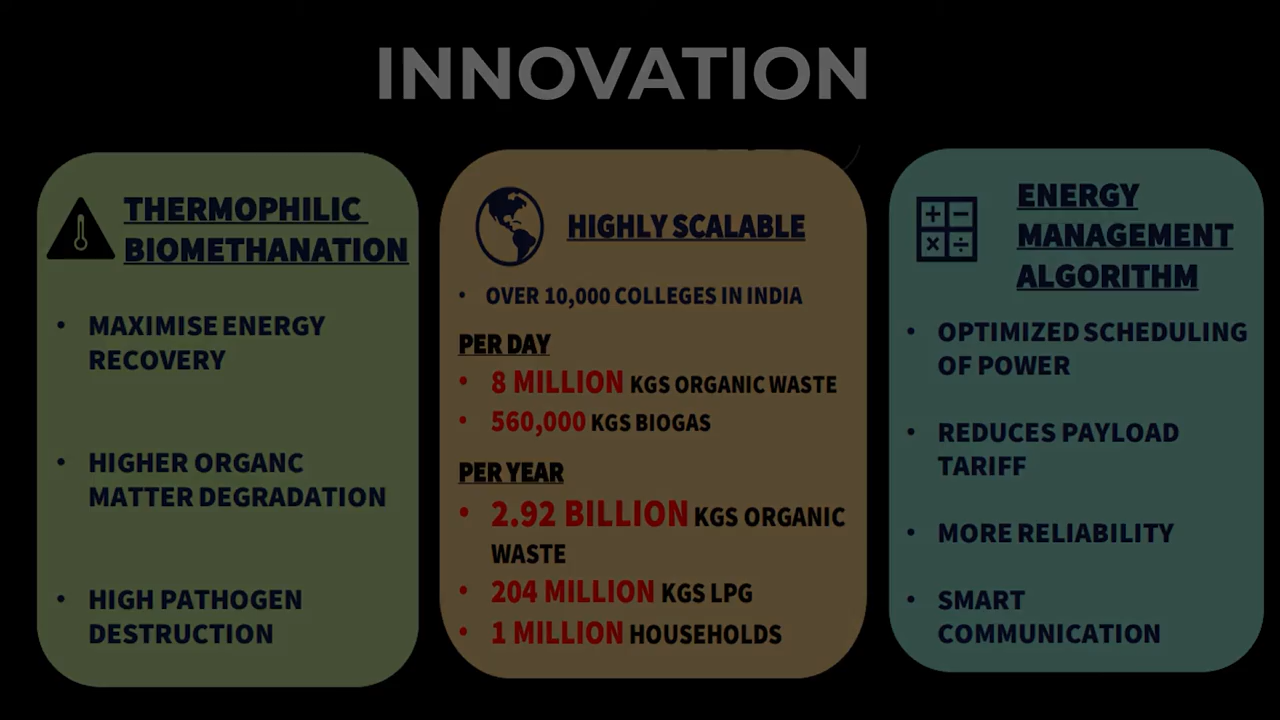 INNOVATION
THERMOPHILIC
BIOMETHANATION
• MAXIMISE ENERGY
RECOVERY
• HIGHER ORGANC
MATTER DEGRADATION
• HIGH PATHOGEN
DESTRUCTION
HIGHLY SCALABLE
• OVER 10,000 COLLEGES IN INDIA
PER DAY
• 8 MILLION KGS ORGANIC WASTE
• 560,000 KGS BIOGAS
PER YEAR
• 2.92 BILLION KGS ORGANIC
WASTE
• 204 MILLION KGS LPG
• 1 MILLION HOUSEHOLDS
ENERGY
MANAGEMENT
ALGORITHM
• OPTIMIZED SCHEDULING
OF POWER
• REDUCES PAYLOAD
TARIFF
• MORE RELIABILITY
• SMART
COMMUNICATION